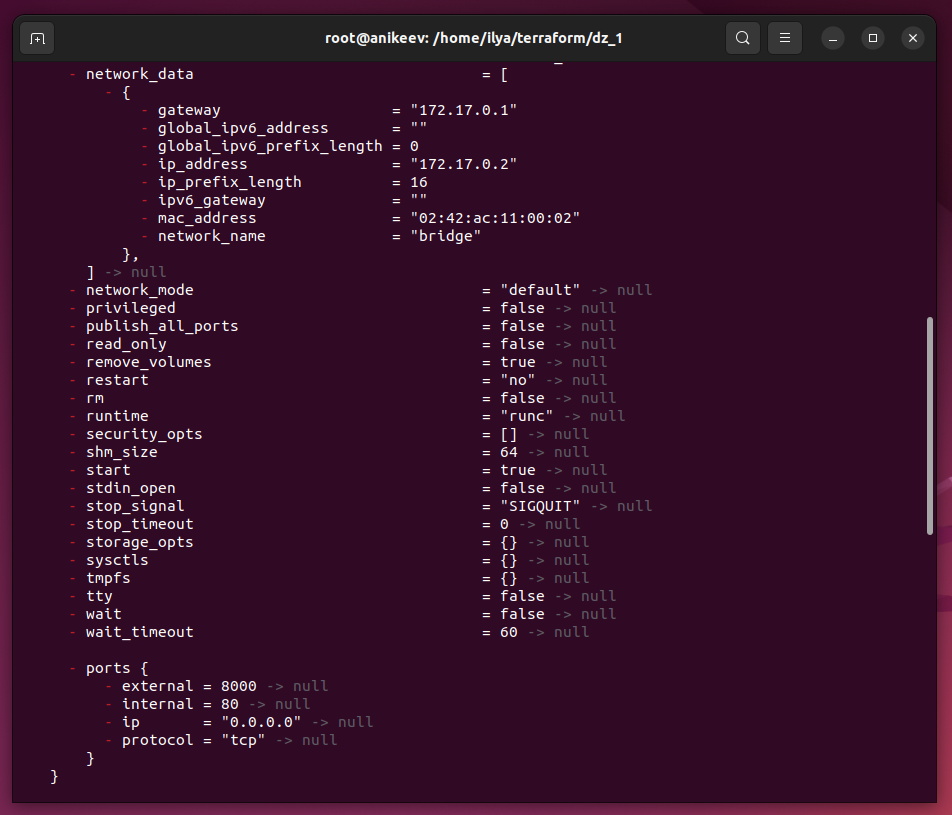 root@anikeev: /home/ilya/terraform/dz_1
- network_data = [
- {
- gateway = "172.17.0.1"
- global_ipv6_address = ""
- global_ipv6_prefix_length = 0
- ip_address = "172.17.0.2"
- ip_prefix_length = 16
- ipv6_gateway = ""
- mac_address = "02:42:ac:11:00:02"
- network_name = "bridge"
},
] -> null
- network_mode = "default" -> null
- privileged = false -> null
- publish_all_ports = false -> null
- read_only = false -> null
- remove_volumes = true -> null
- restart = "no" -> null
- rm = false -> null
- runtime = "runc" -> null
- security_opts = [] -> null
- shm_size = 64 -> null
- start = true -> null
- stdin_open = false -> null
- stop_signal = "SIGQUIT" -> null
- stop_timeout = 0 -> null
- storage_opts = {} -> null
- sysctls = {} -> null
- tmpfs = {} -> null
- tty = false -> null
- wait = false -> null
- wait_timeout = 60 -> null
- ports {
- external = 8000 -> null
- internal = 80 -> null
- ip = "0.0.0.0" -> null
- protocol = "tcp" -> null
}
}